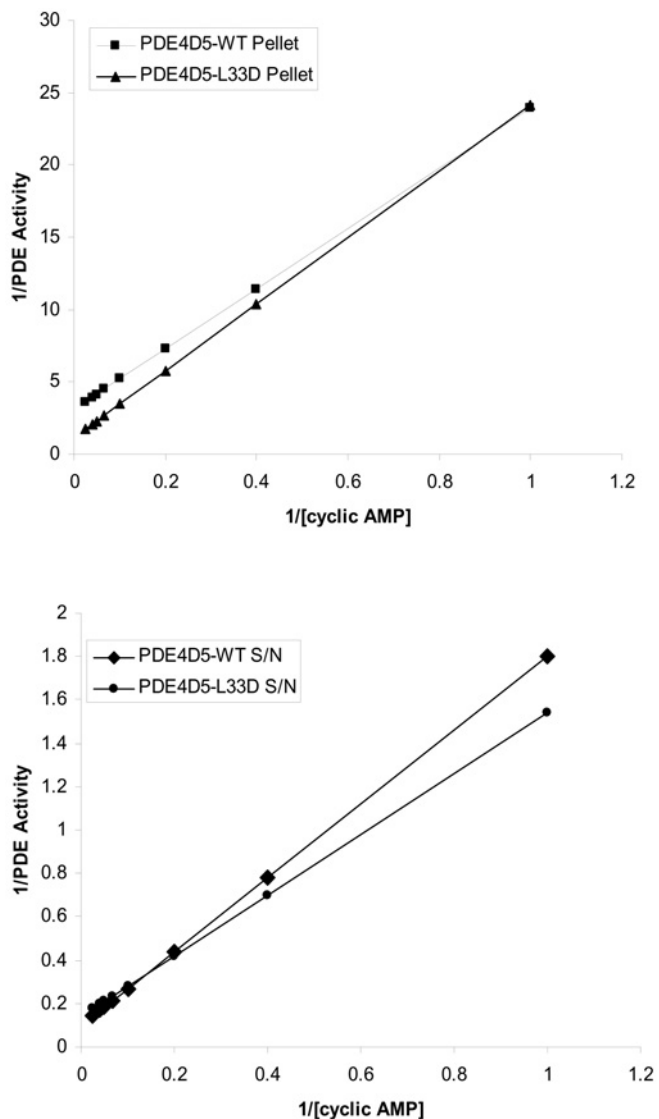 30
25
20
15
10
5
0
1/PDE Activity
PDE4D5-WT Pellet
PDE4D5-L33D Pellet
0 0.2 0.4 0.6 0.8 1 1.2
1/[cyclic AMP]
2
1.8
1.6
1.4
1.2
1
0.8
0.6
0.4
0.2
0
1/PDE Activity
PDE4D5-WT S/N
PDE4D5-L33D S/N
0 0.2 0.4 0.6 0.8 1 1.2
1/[cyclic AMP]